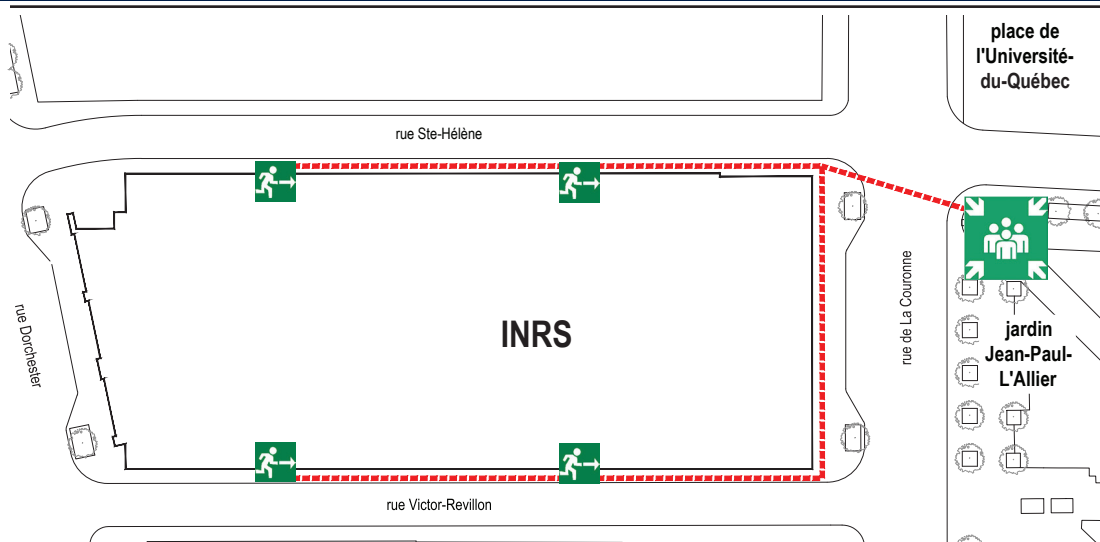 place de
l'Université-
du-Québec
rue Ste-Hélène
rue Dorchester
INRS
rue de La Couronne
jardin
Jean-Paul-
L'Allier
rue Victor-Revillon